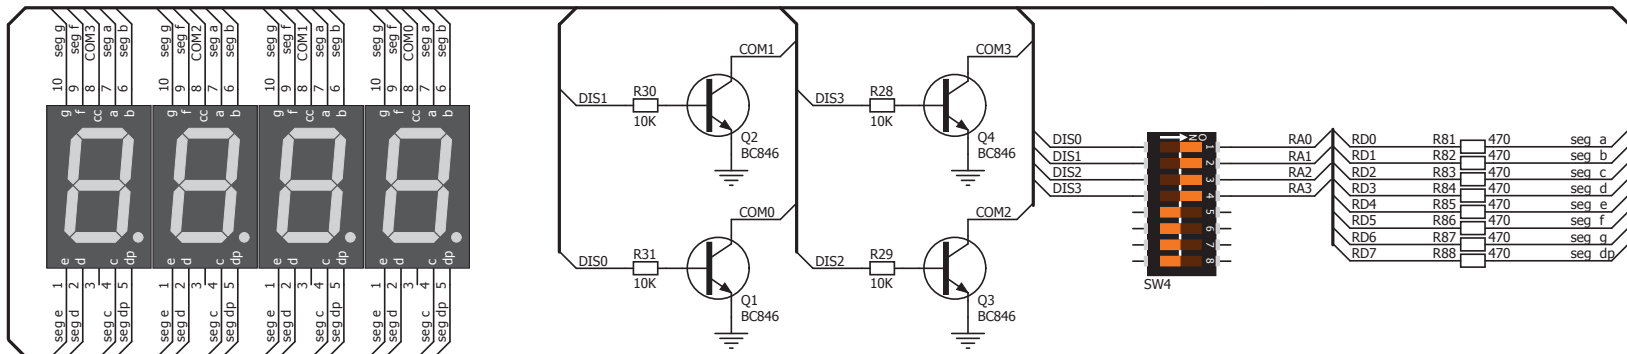 seg g seg f COM3 seg a seg b seg g seg f COM2 seg a seg b seg g seg f COM1 seg a seg b seg g seg f COM0 seg a seg b
10 9 8 7 6 10 9 8 7 6 10 9 8 7 6 10 9 8 7 6
g f cc a b g f cc a b g f cc a b g f cc a b
e d c dp e d c dp e d c dp e d c dp
1 2 3 4 5 1 2 3 4 5 1 2 3 4 5 1 2 3 4 5
seg e seg d seg c seg dp seg e seg d seg c seg dp seg e seg d seg c seg dp seg e seg d seg c seg dp
COM1
DIS1 R30
10K
Q2
BC846
COM0
DIS0 R31
10K
Q1
BC846
COM3
DIS3 R28
10K
Q4
BC846
COM2
DIS2 R29
10K
Q3
BC846
DIS0
DIS1
DIS2
DIS3
ON
1
2
3
4
5
6
7
8
SW4
RA0
RA1
RA2
RA3
RD0 R81 470 seg a
RD1 R82 470 seg b
RD2 R83 470 seg c
RD3 R84 470 seg d
RD4 R85 470 seg e
RD5 R86 470 seg f
RD6 R87 470 seg g
RD7 R88 470 seg dp